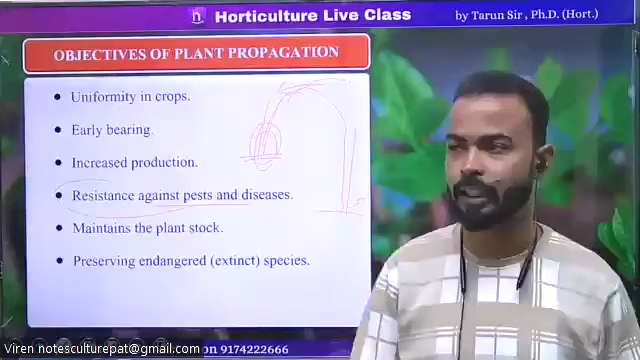 Horticulture Live Class
by Tarun Sir , Ph.D. (Hort.)
OBJECTIVES OF PLANT PROPAGATION
• Uniformity in crops.
• Early bearing.
• Increased production.
• Resistance against pests and diseases.
• Maintains the plant stock.
• Preserving endangered (extinct) species.
Viren notesculturepat@gmail.com
on 9174222666